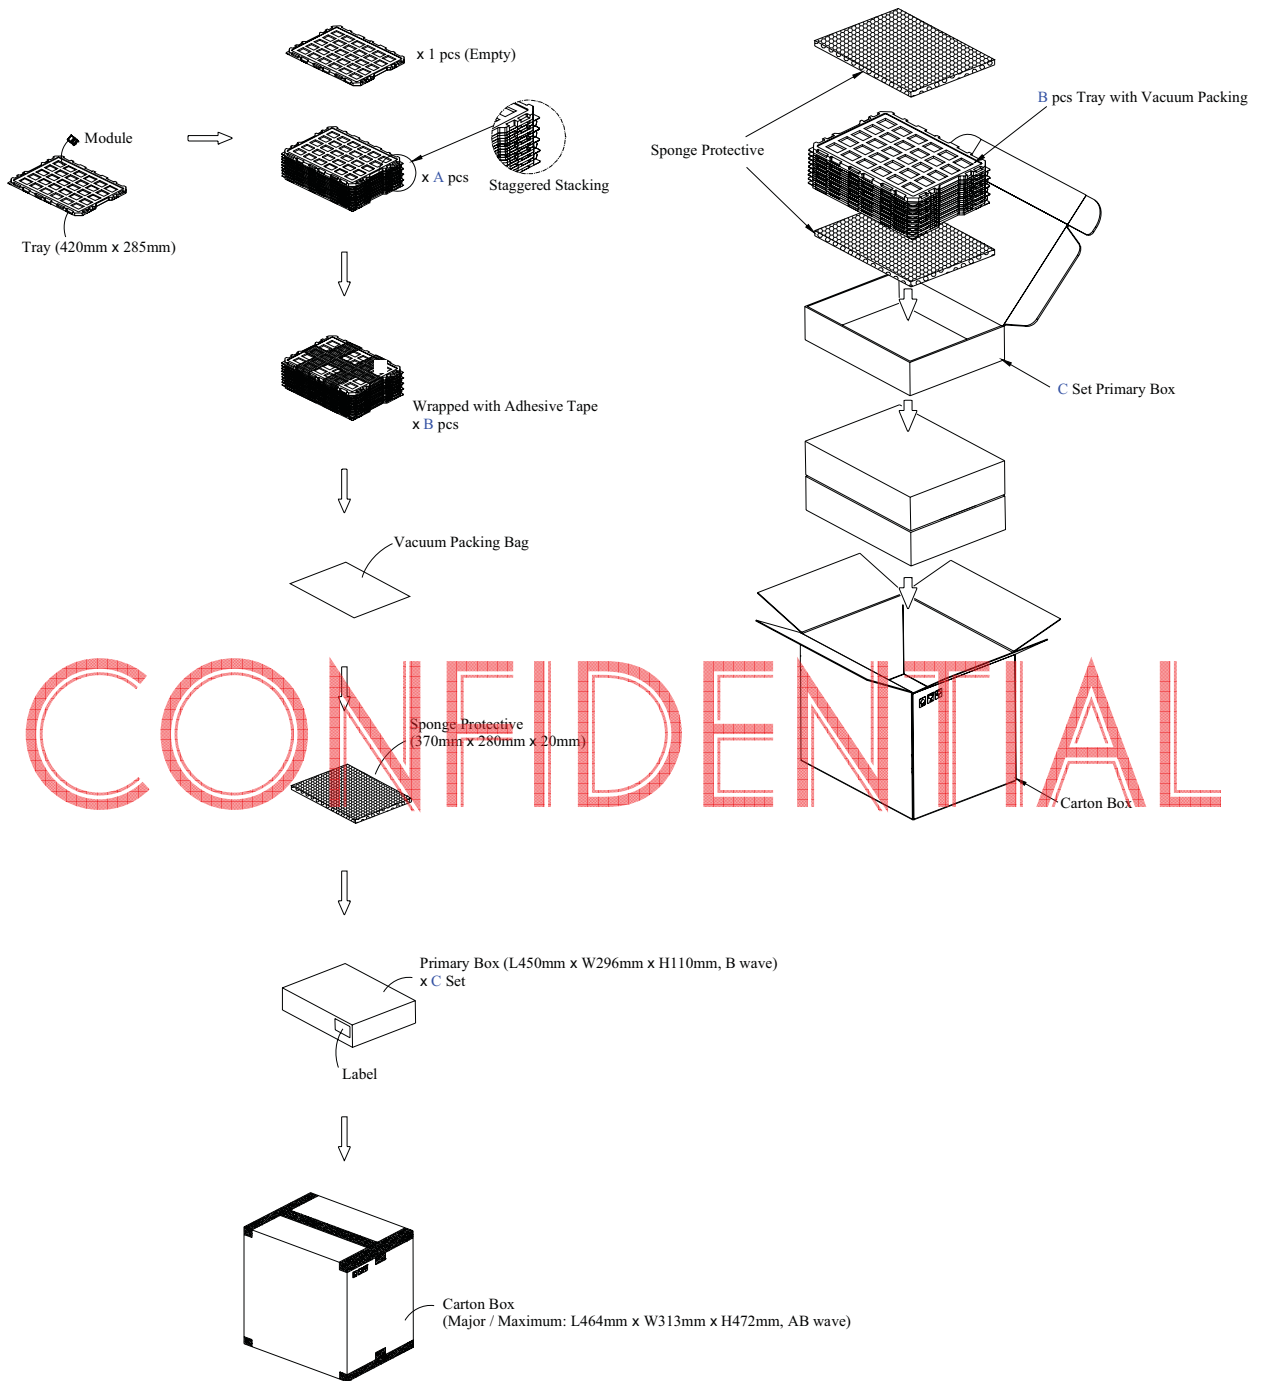 x 1 pcs (Empty)
Module
x A pcs
Staggered Stacking
Tray (420mm x 285mm)
Wrapped with Adhesive Tape
x B pcs
Vacuum Packing Bag
Sponge Protective
(370mm x 280mm x 20mm)
Primary Box (L450mm x W296mm x H110mm, B wave)
x C Set
Label
Carton Box
(Major / Maximum: L464mm x W313mm x H472mm, AB wave)
B pcs Tray with Vacuum Packing
Sponge Protective
C Set Primary Box
Carton Box
CONFIDENTIAL